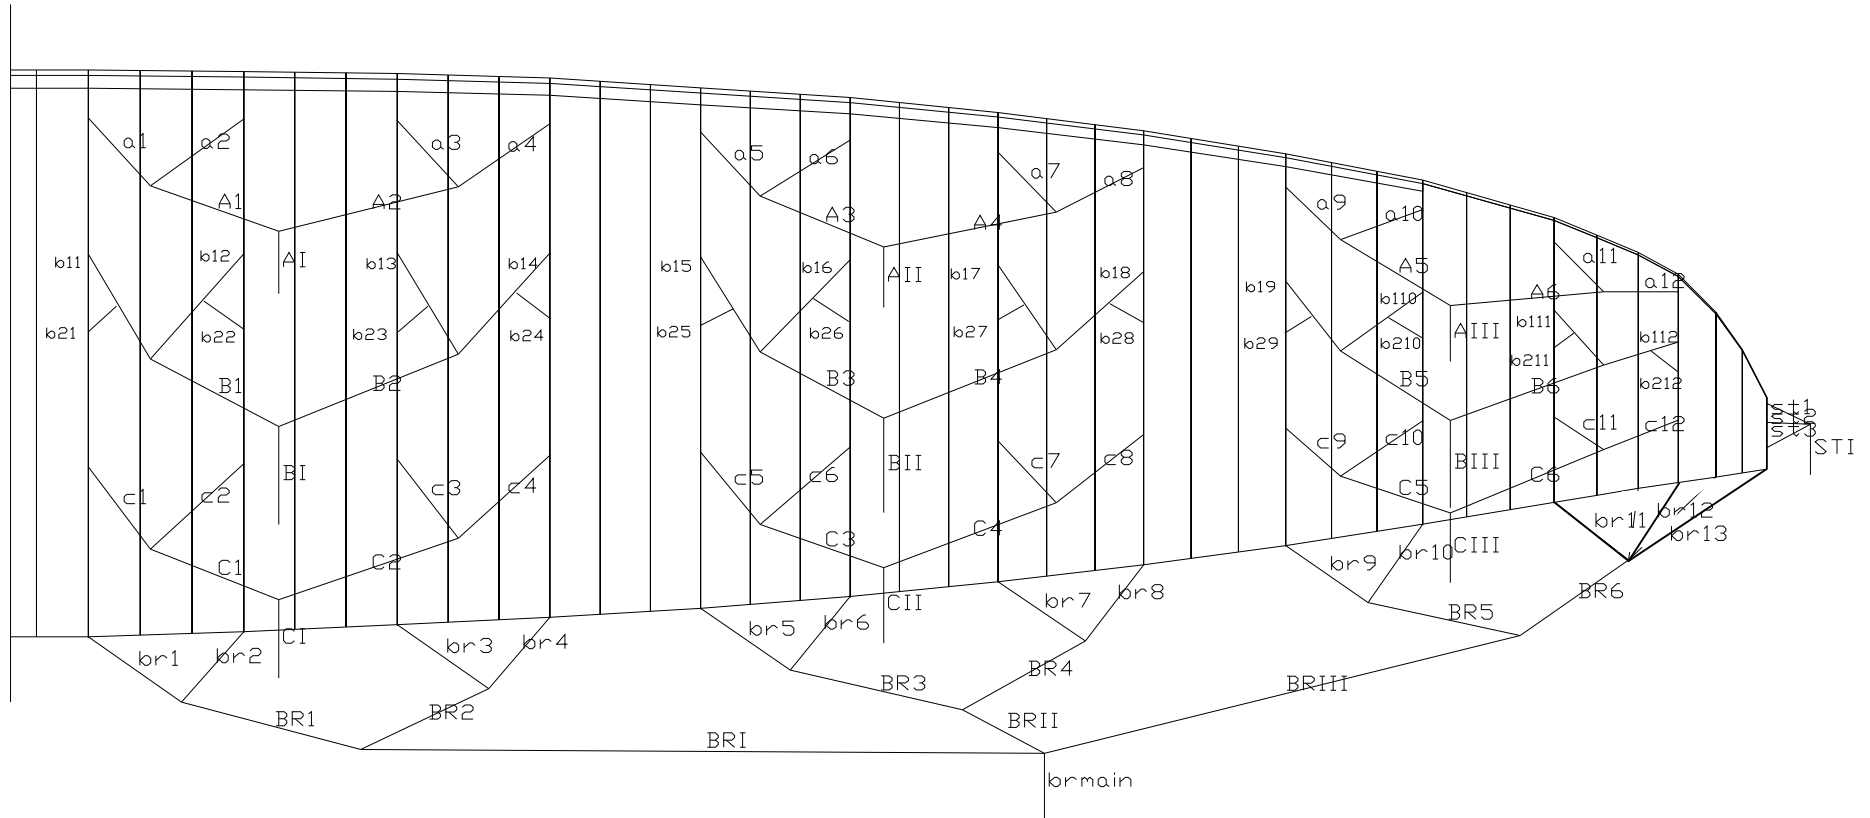 a1 a2 a3 a4 a5 a6 a7 a8 a9 a10 a11 a12
A1 A2 A3 A4 A5 A6
AI AII AIII
b11 b12 b13 b14 b15 b16 b17 b18 b19 b110 b111 b112
b21 b22 b23 b24 b25 b26 b27 b28 b29 b210 b211 b212
B1 B2 B3 B4 B5 B6
BI BII BIII
c1 c2 c3 c4 c5 c6 c7 c8 c9 c10 c11 c12
C1 C2 C3 C4 C5 C6
CI CII CIII
st1
st2
st3
STI
br1 br2 br3 br4 br5 br6 br7 br8 br9 br10 br11 br12 br13
BR1 BR2 BR3 BR4 BR5 BR6
BRI BRII BRIII
brmain